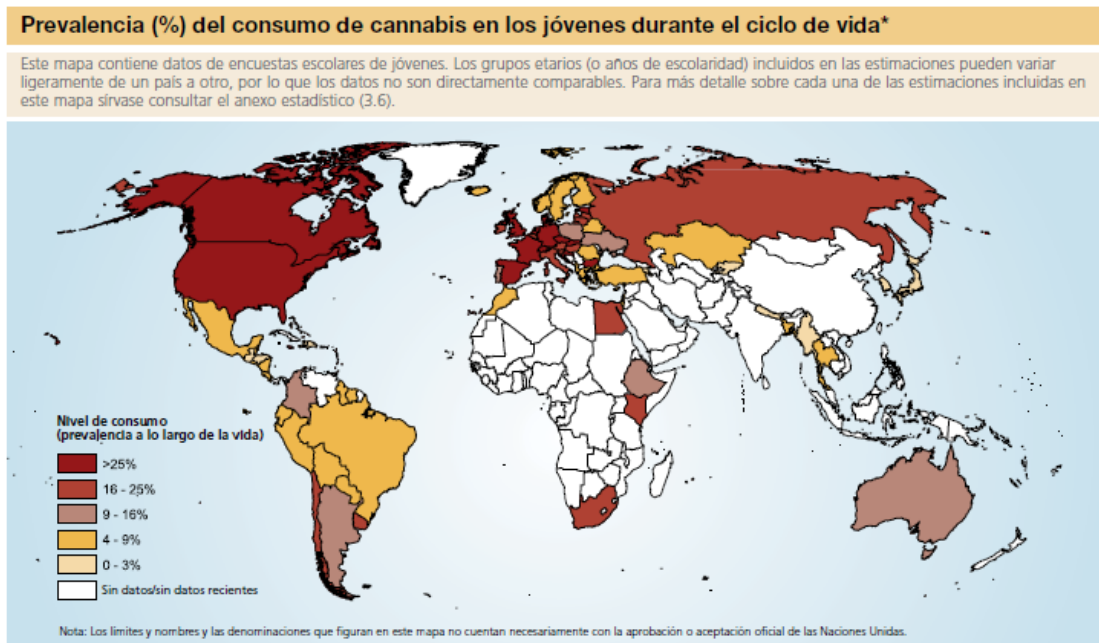 Prevalencia (%) del consumo de cannabis en los jóvenes durante el ciclo de vida*
Este mapa contiene datos de encuestas escolares de jóvenes. Los grupos etarios (o años de escolaridad) incluidos en las estimaciones pueden variar
ligeramente de un país a otro, por lo que los datos no son directamente comparables. Para más detalle sobre cada una de las estimaciones incluidas en
este mapa sírvase consultar el anexo estadístico (3.6).
Nivel de consumo
(prevalencia a lo largo de la vida)
>25%
16 - 25%
9 - 16%
4 - 9%
0 - 3%
Sin datos/sin datos recientes
Nota: Los límites y nombres y las denominaciones que figuran en este mapa no cuentan necesariamente con la aprobación o aceptación oficial de las Naciones Unidas.